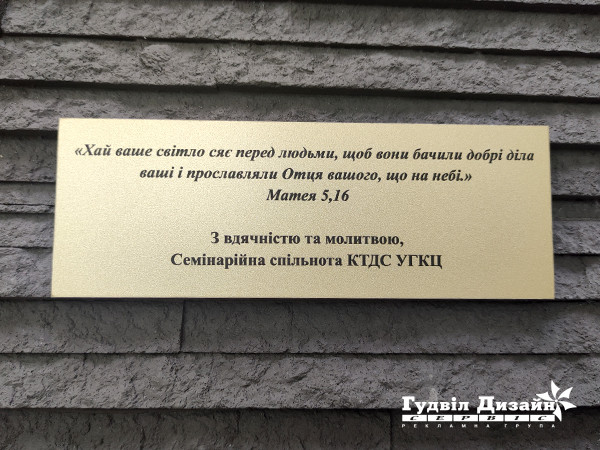 «Хай ваше світло сяє перед людьми, щоб вони бачили добрі діла
ваші і прославляли Отця вашого, що на небі.»
Матея 5,16
З вдячністю та молитвою,
Семінарійна спільнота КТДС УГКЦ
Гудвіл Дизайн
СЕРВІС
РЕКЛАМНА ГРУПА